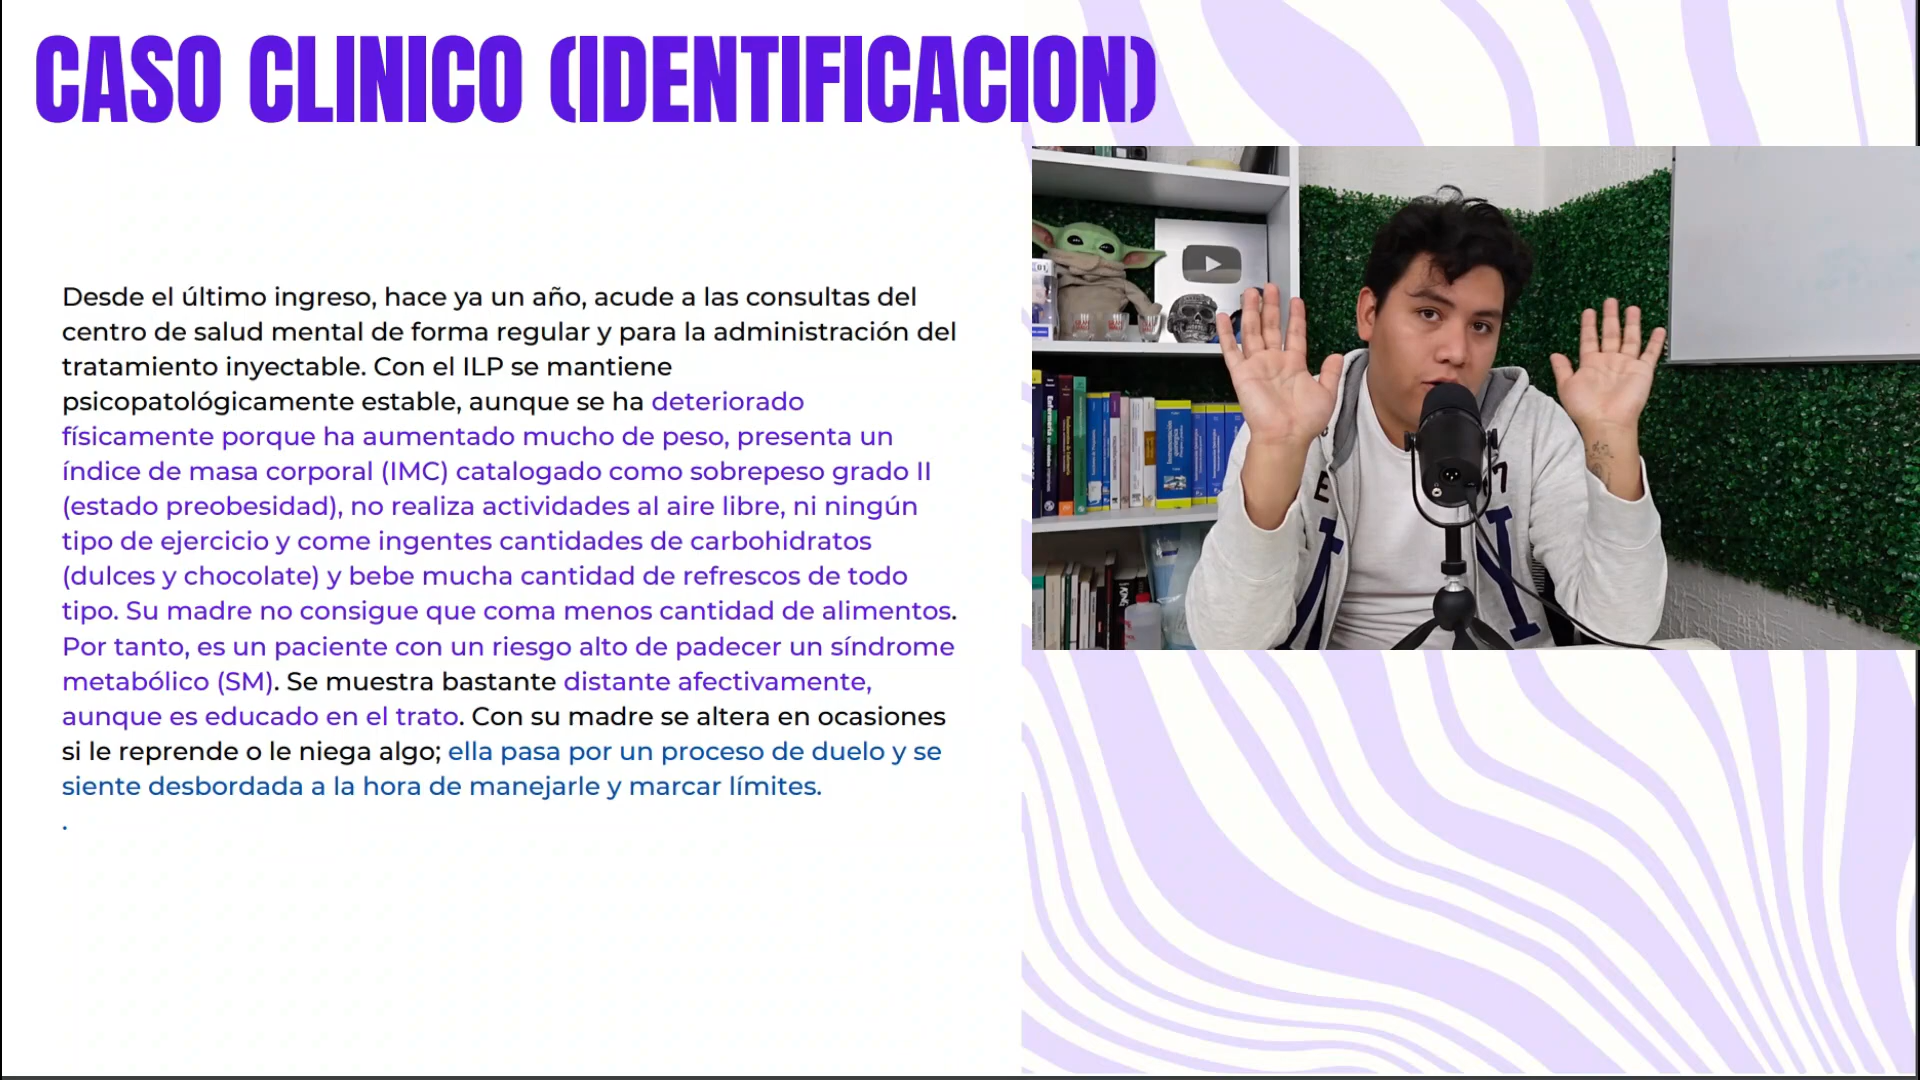 CASO CLINICO (IDENTIFICACION)
Desde el último ingreso, hace ya un año, acude a las consultas del
centro de salud mental de forma regular y para la administración del
tratamiento inyectable. Con el ILP se mantiene
psicopatológicamente estable, aunque se ha deteriorado
físicamente porque ha aumentado mucho de peso, presenta un
índice de masa corporal (IMC) catalogado como sobrepeso grado II
(estado preobesidad), no realiza actividades al aire libre, ni ningún
tipo de ejercicio y come ingentes cantidades de carbohidratos
(dulces y chocolate) y bebe mucha cantidad de refrescos de todo
tipo. Su madre no consigue que coma menos cantidad de alimentos.
Por tanto, es un paciente con un riesgo alto de padecer un síndrome
metabólico (SM). Se muestra bastante distante afectivamente,
aunque es educado en el trato. Con su madre se altera en ocasiones
si le reprende o le niega algo; ella pasa por un proceso de duelo y se
siente desbordada a la hora de manejarle y marcar límites.
.